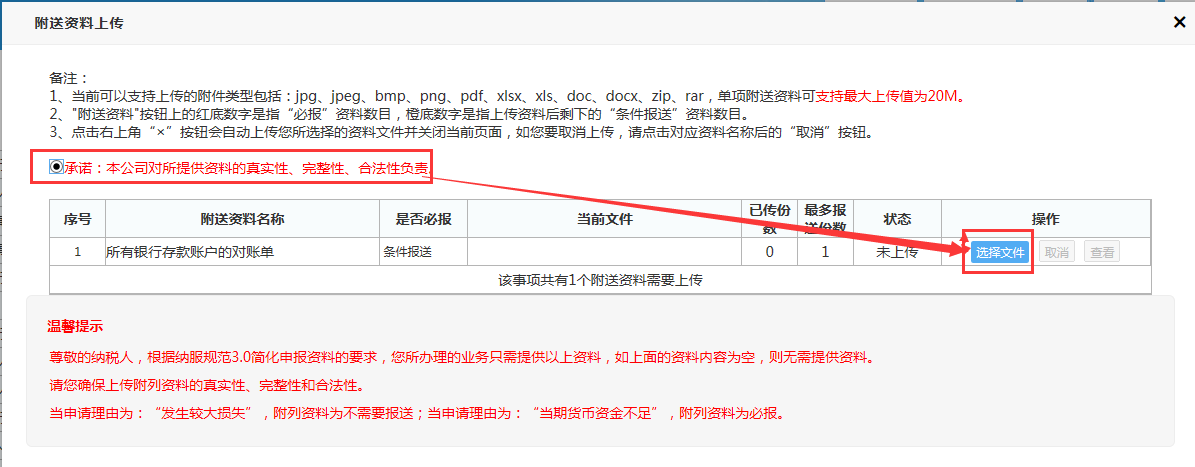 附送资料上传
×
备注：
1、当前可以支持上传的附件类型包括：jpg、jpeg、bmp、png、pdf、xlsx、xls、doc、docx、zip、rar，单项附送资料可支持最大上传值为20M。
2、"附送资料"按钮上的红底数字是指“必报”资料数目，橙底数字是指上传资料后剩下的“条件报送”资料数目。
3、点击右上角“×”按钮会自动上传您所选择的资料文件并关闭当前页面，如您要取消上传，请点击对应资料名称后的“取消”按钮。
承诺：本公司对所提供资料的真实性、完整性、合法性负责。
序号 附送资料名称 是否必报 当前文件 已传份数 最多报送份数 状态 操作
1 所有银行存款账户的对账单 条件报送 0 1 未上传 选择文件 取消 查看
该事项共有1个附送资料需要上传
温馨提示
尊敬的纳税人，根据纳服规范3.0简化申报资料的要求，您所办理的业务只需提供以上资料，如上面的资料内容为空，则无需提供资料。
请您确保上传附列资料的真实性、完整性和合法性。
当申请理由为：“发生较大损失”，附列资料为不需要报送；当申请理由为：“当期货币资金不足”，附列资料为必报。